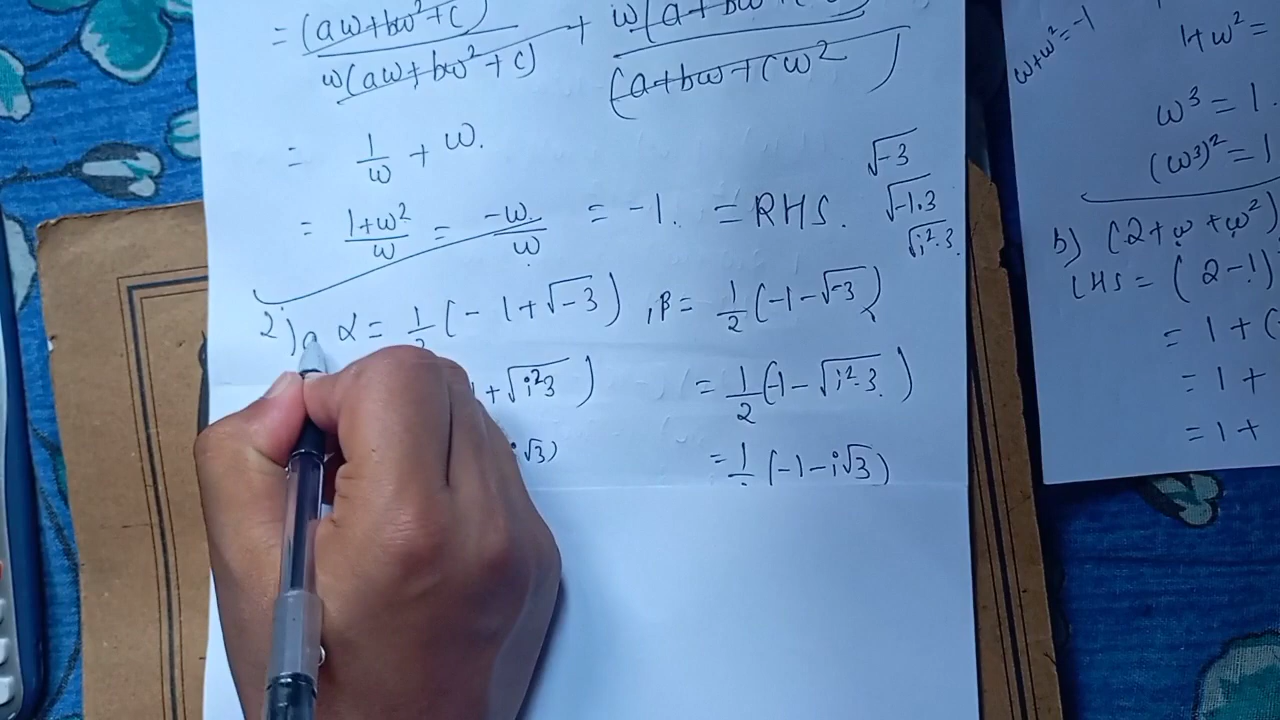 = (aω+bω²+c) / ω(aω+bω²+c) + ω(a+bω / (a+bω+cω²)
= 1/ω + ω.
= 1+ω²/ω = -ω/ω = -1. = RHS.
√-3
√-1·3
√i²·3
2) α = 1/2 (-1+√-3) , β = 1/2 (-1-√-3)
+√i²3 ) = 1/2 (-1-√i²·3)
i√3) = 1/ (-1-i√3)
ω+ω²=-1
1+ω² =
ω³ = 1.
(ω³)² = 1
b) (2+ω+ω²)
LHS = (2-1)
= 1+(
= 1+
= 1+